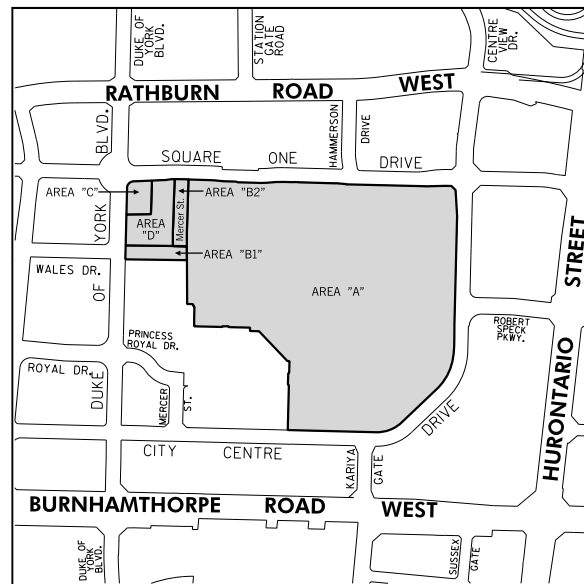 DUKE OF
YORK
BLVD.
STATION
GATE
ROAD
CENTRE
VIEW
DR.
RATHBURN ROAD WEST
BLVD.
HAMMERSON
DRIVE
SQUARE ONE DRIVE
AREA "C"
AREA "B2"
YORK
AREA
"D"
Mercer St.
STREET
AREA "B1"
WALES DR.
OF
AREA "A"
ROBERT
SPECK
PKWY.
PRINCESS
ROYAL DR.
ROYAL DR.
DUKE
MERCER
ST.
DRIVE
HURONTARIO
CITY CENTRE
KARIYA
GATE
BURNHAMTHORPE ROAD WEST
DUKE OF
YORK
BLVD.
SUSSEX
GATE